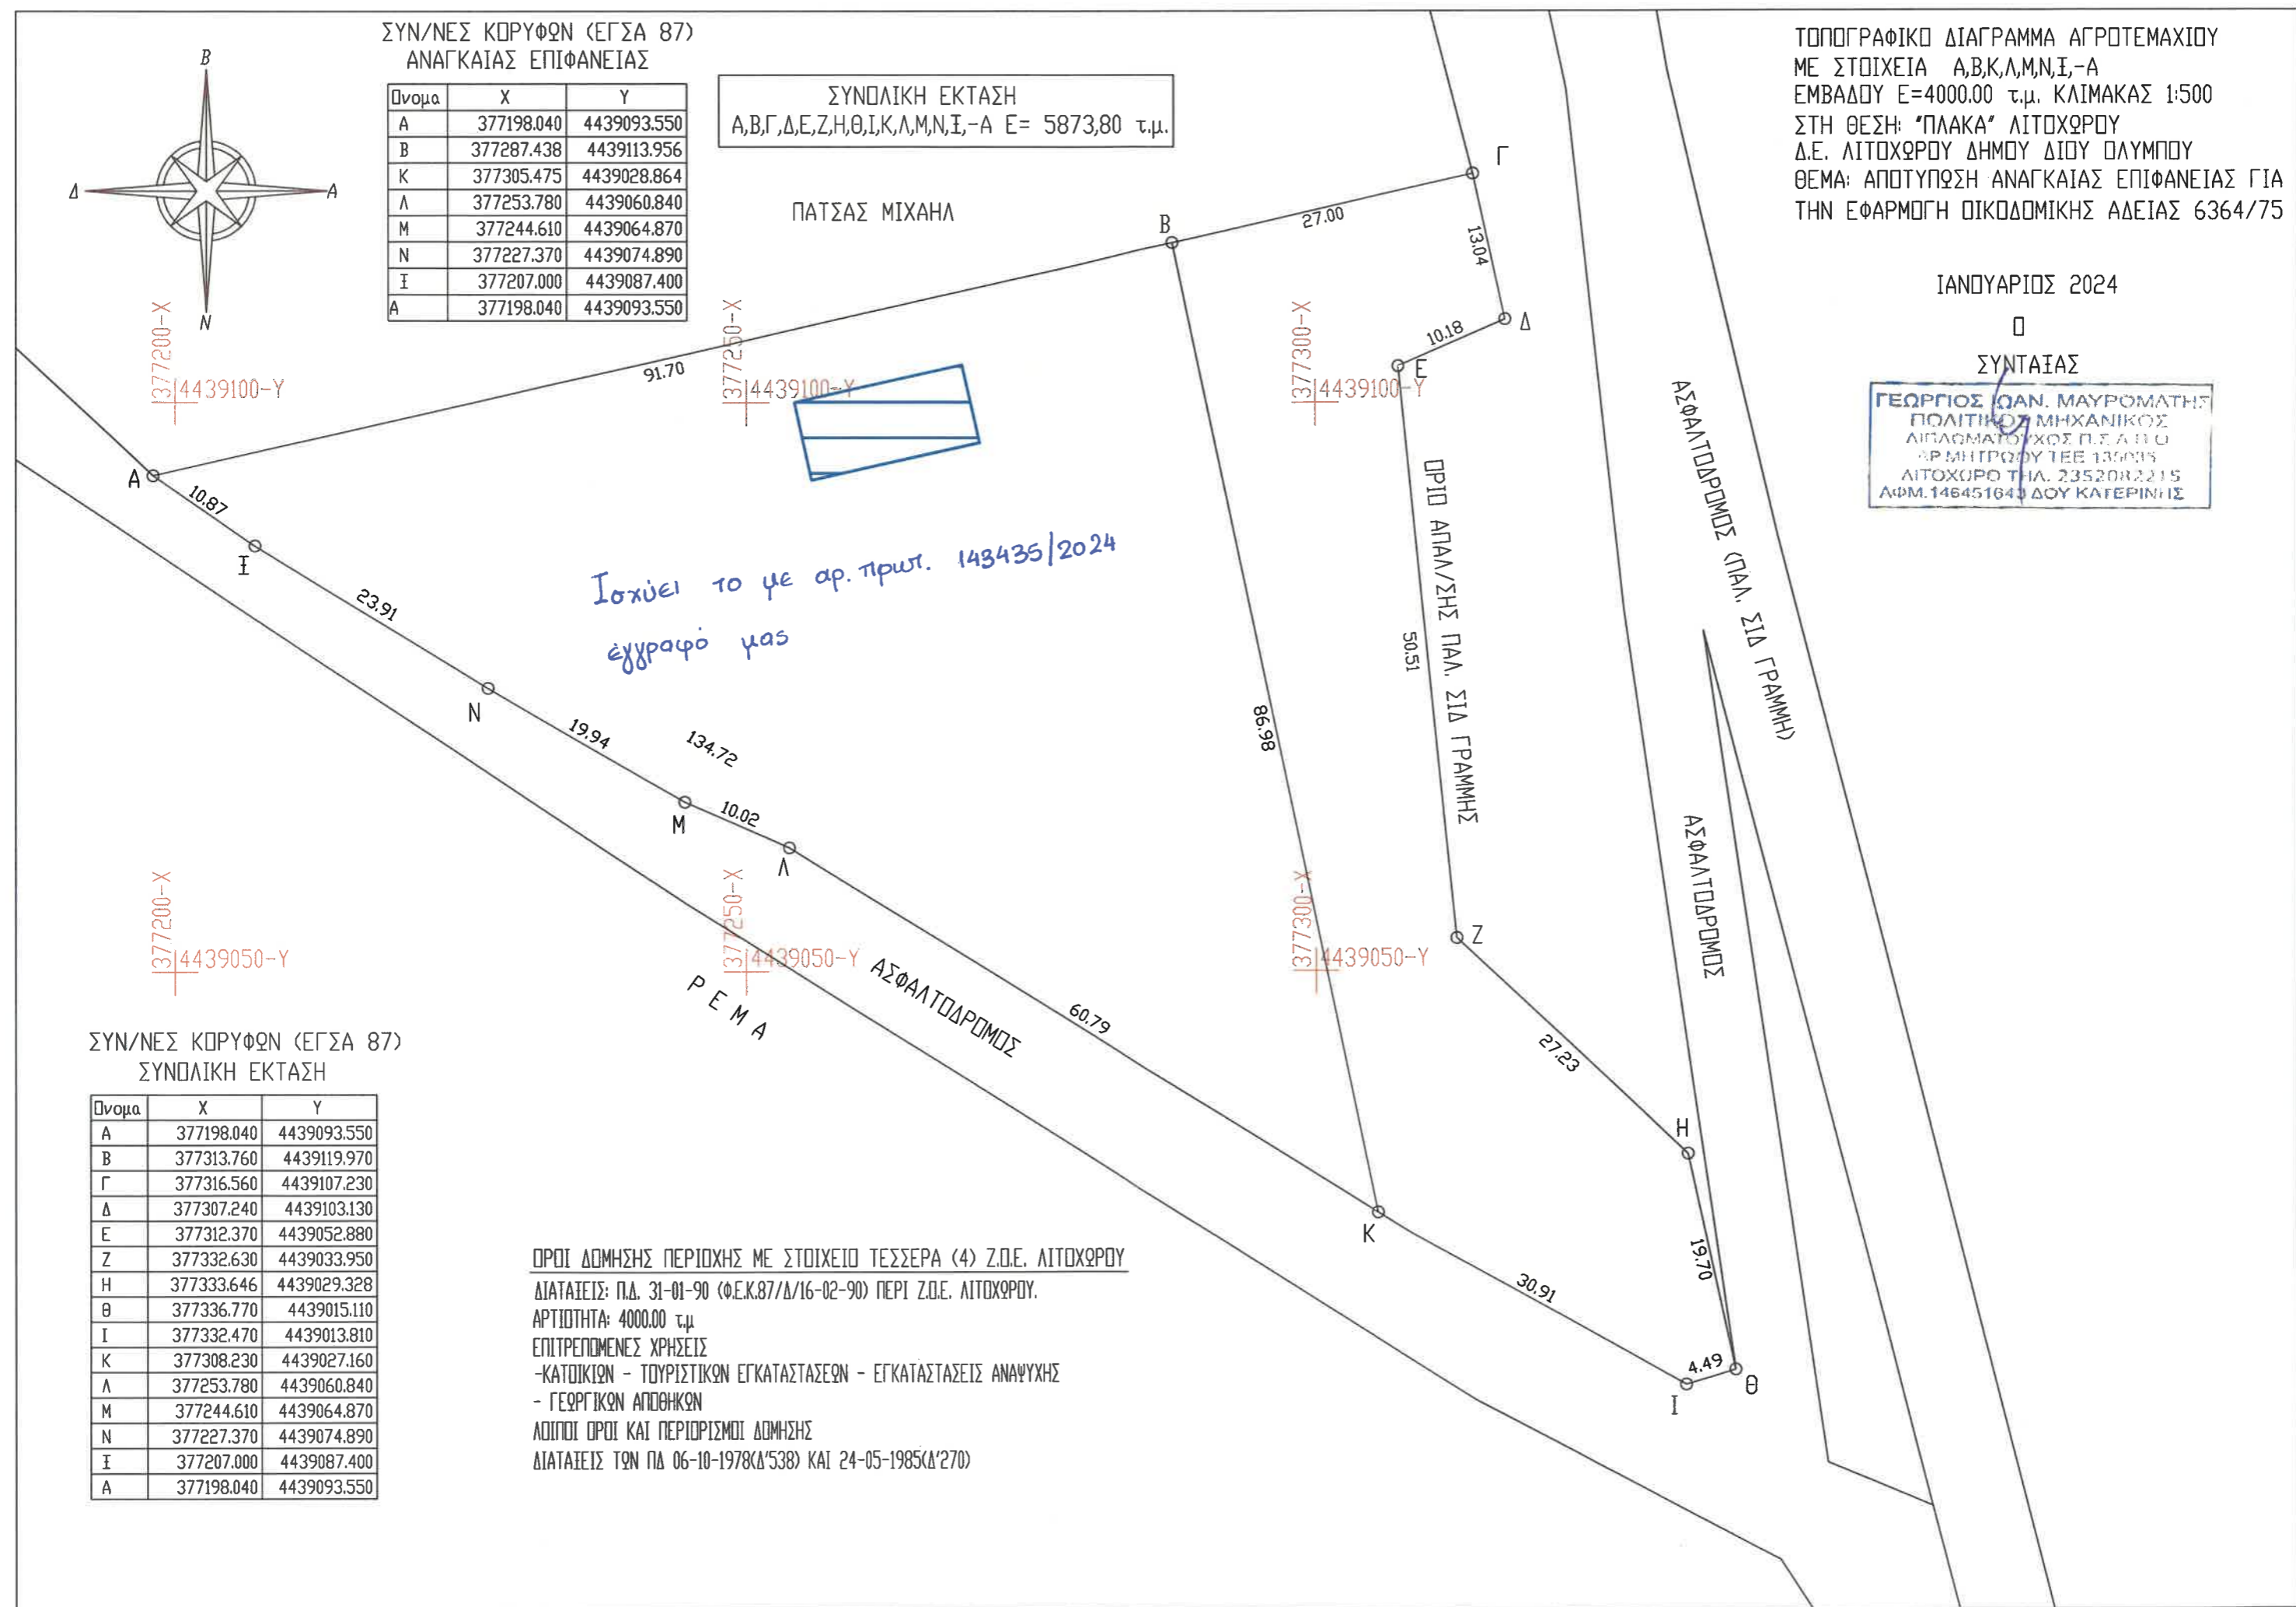 ΣΥΝ/ΝΕΣ ΚΟΡΥΦΩΝ (ΕΓΣΑ 87)
ΑΝΑΓΚΑΙΑΣ ΕΠΙΦΑΝΕΙΑΣ
Ονομα X Y
Α 377198.040 4439093.550
Β 377287.438 4439113.956
Κ 377305.475 4439028.864
Λ 377253.780 4439060.840
Μ 377244.610 4439064.870
Ν 377227.370 4439074.890
Ξ 377207.000 4439087.400
Α 377198.040 4439093.550
ΣΥΝΟΛΙΚΗ ΕΚΤΑΣΗ
Α,Β,Γ,Δ,Ε,Ζ,Η,Θ,Ι,Κ,Λ,Μ,Ν,Ξ,-Α Ε= 5873,80 τ.μ.
ΤΟΠΟΓΡΑΦΙΚΟ ΔΙΑΓΡΑΜΜΑ ΑΓΡΟΤΕΜΑΧΙΟΥ
ΜΕ ΣΤΟΙΧΕΙΑ Α,Β,Κ,Λ,Μ,Ν,Ξ,-Α
ΕΜΒΑΔΟΥ Ε=4000.00 τ.μ. ΚΛΙΜΑΚΑΣ 1:500
ΣΤΗ ΘΕΣΗ: "ΠΛΑΚΑ" ΛΙΤΟΧΩΡΟΥ
Δ.Ε. ΛΙΤΟΧΩΡΟΥ ΔΗΜΟΥ ΔΙΟΥ ΟΛΥΜΠΟΥ
ΘΕΜΑ: ΑΠΟΤΥΠΩΣΗ ΑΝΑΓΚΑΙΑΣ ΕΠΙΦΑΝΕΙΑΣ ΓΙΑ
ΤΗΝ ΕΦΑΡΜΟΓΗ ΟΙΚΟΔΟΜΙΚΗΣ ΑΔΕΙΑΣ 6364/75
ΙΑΝΟΥΑΡΙΟΣ 2024
Ο
ΣΥΝΤΑΞΑΣ
ΓΕΩΡΓΙΟΣ ΙΩΑΝ. ΜΑΥΡΟΜΑΤΗΣ
ΠΟΛΙΤΙΚΟΣ ΜΗΧΑΝΙΚΟΣ
ΔΙΠΛΩΜΑΤΟΥΧΟΣ
ΑΡ ΜΗΤΡΩΟΥ ΤΕΕ
ΛΙΤΟΧΩΡΟ ΤΗΛ. 2352082215
ΑΦΜ.146451643 ΔΟΥ ΚΑΤΕΡΙΝΗΣ
Β
Δ
Α
Ν
ΠΑΤΣΑΣ ΜΙΧΑΗΛ
Β
27.00
Γ
13.04
Δ
10.18
Ε
91.70
377200-X
4439100-Y
377250-X
4439100-Y
377300-X
4439100-Y
Α
10.87
Ξ
23.91
Ν
19.94
134.72
Μ
10.02
Λ
Ισχύει το με αρ. πρωτ. 143435/2024
έγγραφό μας
86.98
50.51
ΟΡΙΟ ΑΠΑΛ/ΣΗΣ ΠΑΛ. ΣΙΔ ΓΡΑΜΜΗΣ
ΑΣΦΑΛΤΟΔΡΟΜΟΣ (ΠΑΛ. ΣΙΔ ΓΡΑΜΜΗ)
ΑΣΦΑΛΤΟΔΡΟΜΟΣ
377200-X
4439050-Y
377250-X
4439050-Y
377300-X
4439050-Y
Ζ
ΡΕΜΑ
ΑΣΦΑΛΤΟΔΡΟΜΟΣ
60.79
27.23
Η
19.70
Κ
30.91
4.49
Ι
Θ
ΣΥΝ/ΝΕΣ ΚΟΡΥΦΩΝ (ΕΓΣΑ 87)
ΣΥΝΟΛΙΚΗ ΕΚΤΑΣΗ
Ονομα X Y
Α 377198.040 4439093.550
Β 377313.760 4439119.970
Γ 377316.560 4439107.230
Δ 377307.240 4439103.130
Ε 377312.370 4439052.880
Ζ 377332.630 4439033.950
Η 377333.646 4439029.328
Θ 377336.770 4439015.110
Ι 377332.470 4439013.810
Κ 377308.230 4439027.160
Λ 377253.780 4439060.840
Μ 377244.610 4439064.870
Ν 377227.370 4439074.890
Ξ 377207.000 4439087.400
Α 377198.040 4439093.550
ΟΡΟΙ ΔΟΜΗΣΗΣ ΠΕΡΙΟΧΗΣ ΜΕ ΣΤΟΙΧΕΙΟ ΤΕΣΣΕΡΑ (4) Ζ.Ο.Ε. ΛΙΤΟΧΩΡΟΥ
ΔΙΑΤΑΞΕΙΣ: Π.Δ. 31-01-90 (Φ.Ε.Κ.87/Δ/16-02-90) ΠΕΡΙ Ζ.Ο.Ε. ΛΙΤΟΧΩΡΟΥ.
ΑΡΤΙΟΤΗΤΑ: 4000.00 τ.μ
ΕΠΙΤΡΕΠΟΜΕΝΕΣ ΧΡΗΣΕΙΣ
-ΚΑΤΟΙΚΙΩΝ - ΤΟΥΡΙΣΤΙΚΩΝ ΕΓΚΑΤΑΣΤΑΣΕΩΝ - ΕΓΚΑΤΑΣΤΑΣΕΙΣ ΑΝΑΨΥΧΗΣ
- ΓΕΩΡΓΙΚΩΝ ΑΠΟΘΗΚΩΝ
ΛΟΙΠΟΙ ΟΡΟΙ ΚΑΙ ΠΕΡΙΟΡΙΣΜΟΙ ΔΟΜΗΣΗΣ
ΔΙΑΤΑΞΕΙΣ ΤΩΝ ΠΔ 06-10-1978(Δ'538) ΚΑΙ 24-05-1985(Δ'270)